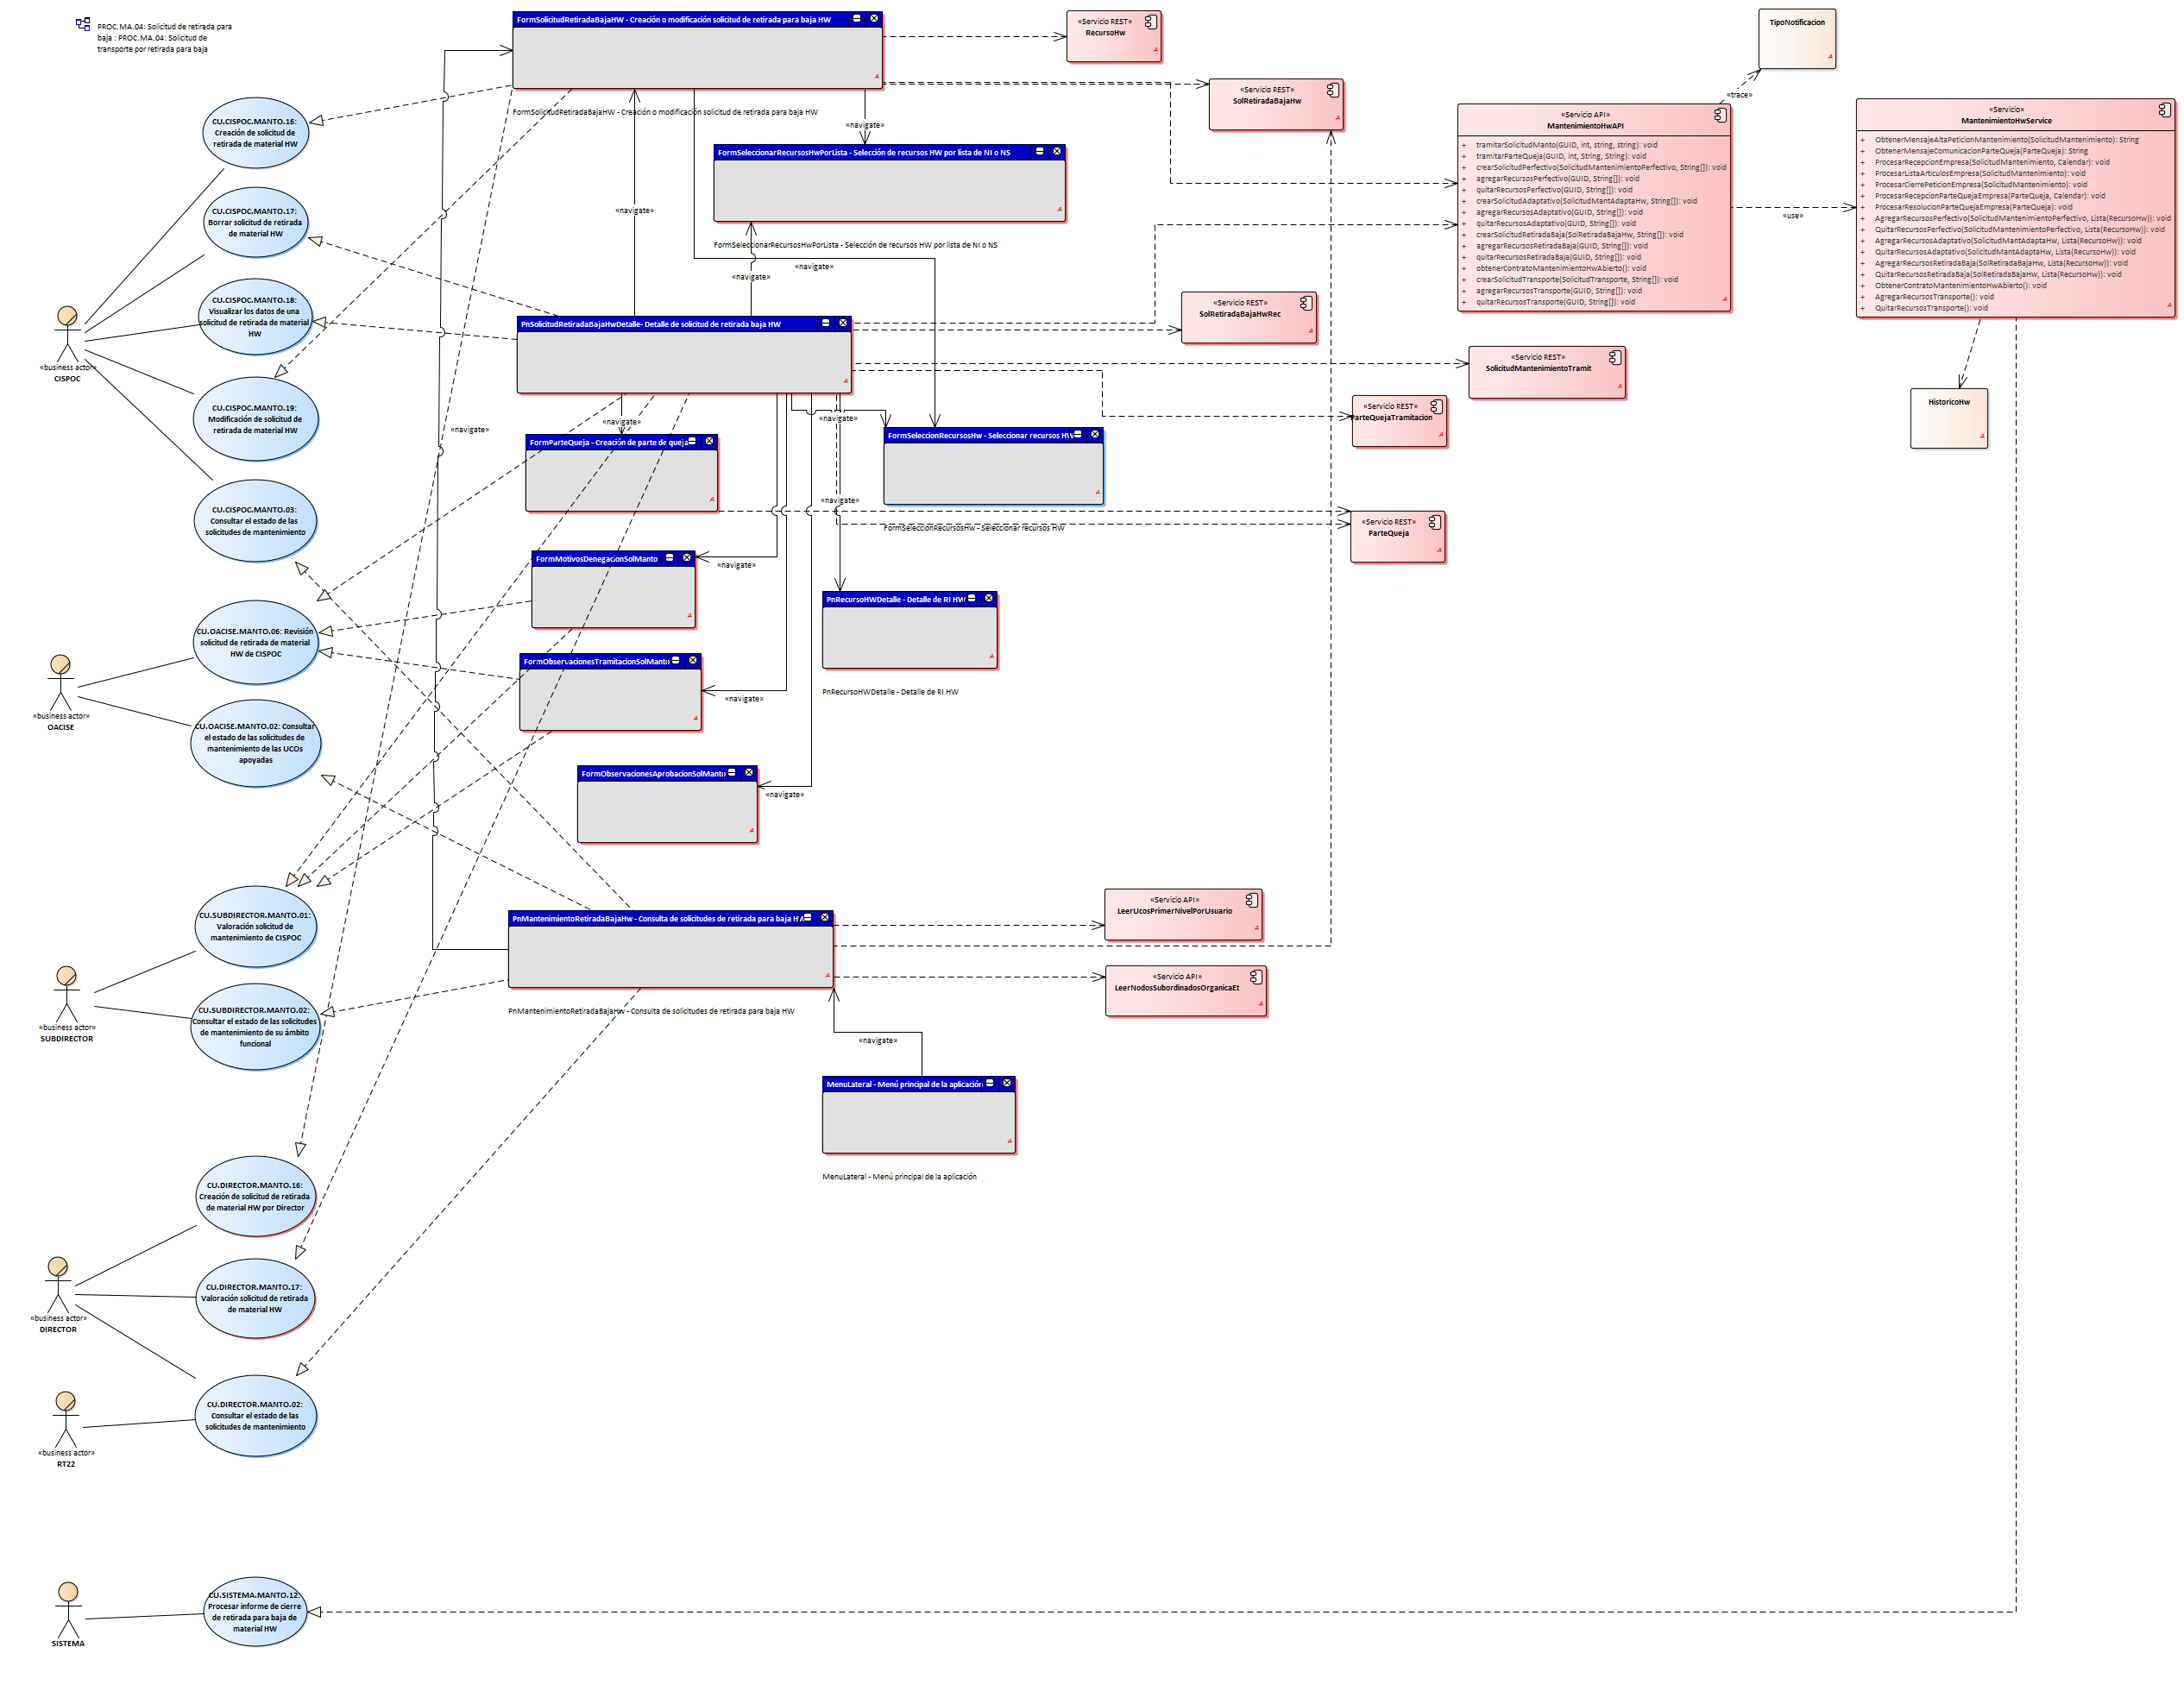 PROC.MA.04: Solicitud de retirada para
baja : PROC.MA.04: Solicitud de
transporte por retirada para baja
FormSolicitudRetiradaBajaHW - Creación o modificación solicitud de retirada para baja HW
A
FormSolicitudRetiradaBajaHW - Creación o modificación solicitud de retirada para baja HW
«Servicio REST»
RecursoHw
A
«Servicio REST»
SolRetiradaBajaHw
A
TipoNotificacion
A
«trace»
«Servicio API»
MantenimientoHwAPI
+ tramitarSolicitudManto(GUID, int, string, string): void
+ tramitarParteQueja(GUID, int, String, String): void
+ crearSolicitudPerfectivo(SolicitudMantenimientoPerfectivo, String[]): void
+ agregarRecursosPerfectivo(GUID, String[]): void
+ quitarRecursosPerfectivo(GUID, String[]): void
+ crearSolicitudAdaptativo(SolicitudMantAdaptaHw, String[]): void
+ agregarRecursosAdaptativo(GUID, String[]): void
+ quitarRecursosAdaptativo(GUID, String[]): void
+ crearSolicitudRetiradaBaja(SolRetiradaBajaHw, String[]): void
+ agregarRecursosRetiradaBaja(GUID, String[]): void
+ quitarRecursosRetiradaBaja(GUID, String[]): void
+ obtenerContratoMantenimientoHwAbierto(): void
+ crearSolicitudTransporte(SolicitudTransporte, String[]): void
+ agregarRecursosTransporte(GUID, String[]): void
+ quitarRecursosTransporte(GUID, String[]): void
A
«use»
«Servicio»
MantenimientoHwService
+ ObtenerMensajeAltaPeticionMantenimiento(SolicitudMantenimiento): String
+ ObtenerMensajeComunicacionParteQueja(ParteQueja): String
+ ProcesarRecepcionEmpresa(SolicitudMantenimiento, Calendar): void
+ ProcesarListaArticulosEmpresa(SolicitudMantenimiento): void
+ ProcesarCierrePeticionEmpresa(SolicitudMantenimiento): void
+ ProcesarRecepcionParteQuejaEmpresa(ParteQueja, Calendar): void
+ ProcesarResolucionParteQuejaEmpresa(ParteQueja): void
+ AgregarRecursosPerfectivo(SolicitudMantenimientoPerfectivo, Lista(RecursoHw)): void
+ QuitarRecursosPerfectivo(SolicitudMantenimientoPerfectivo, Lista(RecursoHw)): void
+ AgregarRecursosAdaptativo(SolicitudMantAdaptaHw, Lista(RecursoHw)): void
+ QuitarRecursosAdaptativo(SolicitudMantAdaptaHw, Lista(RecursoHw)): void
+ AgregarRecursosRetiradaBaja(SolRetiradaBajaHw, Lista(RecursoHw)): void
+ QuitarRecursosRetiradaBaja(SolRetiradaBajaHw, Lista(RecursoHw)): void
+ ObtenerContratoMantenimientoHwAbierto(): void
+ AgregarRecursosTransporte(): void
+ QuitarRecursosTransporte(): void
A
CU.CISPOC.MANTO.16:
Creación de solicitud de
retirada de material HW
«navigate»
FormSeleccionarRecursosHwPorLista - Selección de recursos HW por lista de NI o NS
A
FormSeleccionarRecursosHwPorLista - Selección de recursos HW por lista de NI o NS
«navigate»
«navigate»
«navigate»
CU.CISPOC.MANTO.17:
Borrar solicitud de retirada
de material HW
CU.CISPOC.MANTO.18:
Visualizar los datos de una
solicitud de retirada de material
HW
«business actor»
CISPOC
CU.CISPOC.MANTO.19:
Modificación de solicitud de
retirada de material HW
CU.CISPOC.MANTO.03:
Consultar el estado de las
solicitudes de mantenimiento
PnSolicitudRetiradaBajaHwDetalle- Detalle de solicitud de retirada baja HW
A
«Servicio REST»
SolRetiradaBajaHwRec
A
«Servicio REST»
SolicitudMantenimientoTramit
A
«Servicio REST»
ParteQuejaTramitacion
A
HistoricoHw
A
«navigate»
«navigate»
«navigate»
FormParteQueja - Creación de parte de queja
A
FormSeleccionRecursosHw - Seleccionar recursos HW
A
FormSeleccionRecursosHw - Seleccionar recursos HW
«navigate»
«Servicio REST»
ParteQueja
A
FormMotivosDenegacionSolManto
A
«navigate»
PnRecursoHWDetalle - Detalle de RI HW
A
PnRecursoHWDetalle - Detalle de RI HW
CU.OACISE.MANTO.06: Revisión
solicitud de retirada de material
HW de CISPOC
«business actor»
OACISE
CU.OACISE.MANTO.02: Consultar
el estado de las solicitudes de
mantenimiento de las UCOs
apoyadas
FormObservacionesTramitacionSolManto
A
«navigate»
FormObservacionesAprobacionSolManto
A
«navigate»
CU.SUBDIRECTOR.MANTO.01:
Valoración solicitud de
mantenimiento de CISPOC
«business actor»
SUBDIRECTOR
CU.SUBDIRECTOR.MANTO.02:
Consultar el estado de las solicitudes
de mantenimiento de su ámbito
funcional
PnMantenimientoRetiradaBajaHw - Consulta de solicitudes de retirada para baja HW
A
PnMantenimientoRetiradaBajaHw - Consulta de solicitudes de retirada para baja HW
«Servicio API»
LeerUcosPrimerNivelPorUsuario
A
«Servicio API»
LeerNodosSubordinadosOrganicaEt
A
«navigate»
MenuLateral - Menú principal de la aplicación
A
MenuLateral - Menú principal de la aplicación
CU.DIRECTOR.MANTO.16:
Creación de solicitud de retirada
de material HW por Director
«business actor»
DIRECTOR
CU.DIRECTOR.MANTO.17:
Valoración solicitud de retirada
de material HW
CU.DIRECTOR.MANTO.02:
Consultar el estado de las
solicitudes de mantenimiento
«business actor»
RT22
CU.SISTEMA.MANTO.12:
Procesar informe de cierre
de retirada para baja de
material HW
SISTEMA